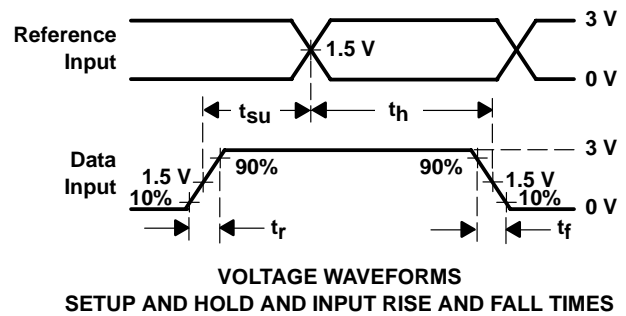 Reference
Input
3 V
1.5 V
0 V
tsu
th
Data
Input
3 V
1.5 V
90%
90%
1.5 V
10%
10%
0 V
tr
tf
VOLTAGE WAVEFORMS
SETUP AND HOLD AND INPUT RISE AND FALL TIMES